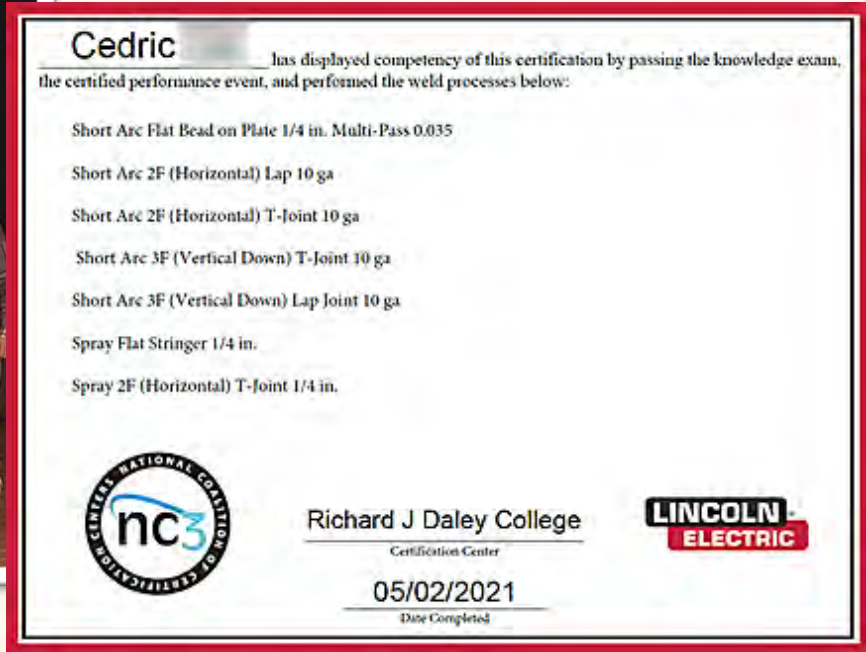 Cedric
has displayed competency of this certification by passing the knowledge exam,
the certified performance event, and performed the weld processes below:
Short Arc Flat Bead on Plate 1/4 in. Multi-Pass 0.035
Short Arc 2F (Horizontal) Lap 10 ga
Short Arc 2F (Horizontal) T-Joint 10 ga
Short Arc 3F (Vertical Down) T-Joint 10 ga
Short Arc 3F (Vertical Down) Lap Joint 10 ga
Spray Flat Stringer 1/4 in.
Spray 2F (Horizontal) T-Joint 1/4 in.
NATIONAL COALITION OF CERTIFICATION CENTERS
nc3
Richard J Daley College
Certification Center
05/02/2021
Date Completed
LINCOLN
ELECTRIC